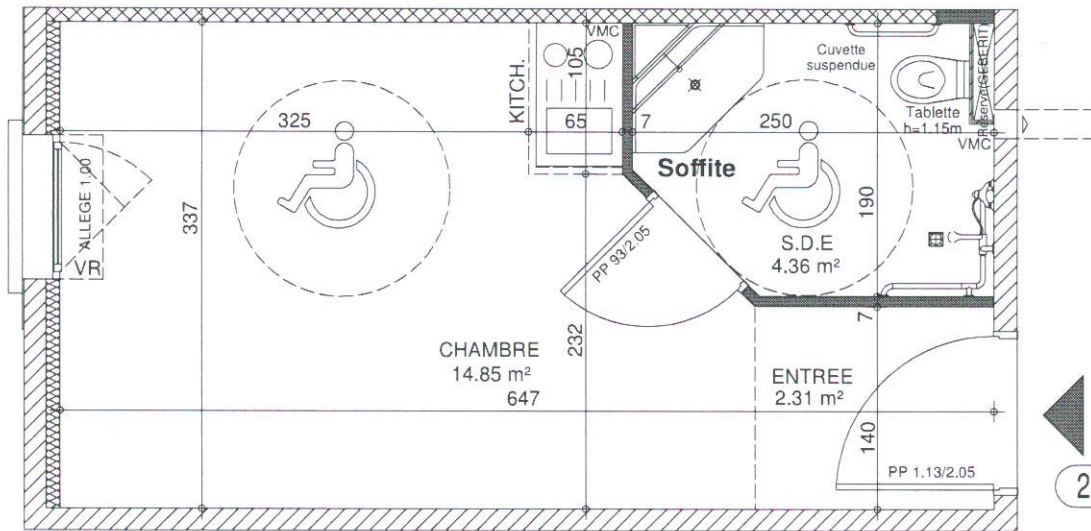 VMC
105
KITCH.
325
65
7
250
Cuvette
suspendue
Réserve(GEBERIT)
Tablette
h=1.15m
VMC
Soffite
ALLEGE 1.00
VR
337
190
S.D.E
4.36 m²
PP 93/2.05
7
232
CHAMBRE
14.85 m²
647
ENTREE
2.31 m²
140
PP 1.13/2.05
2